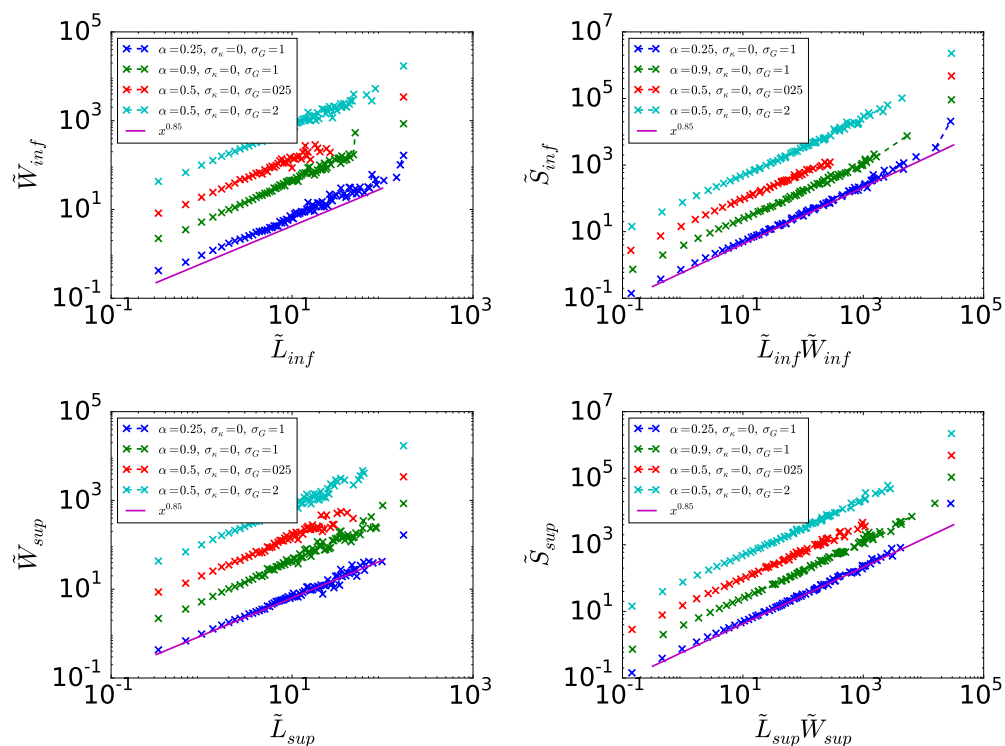 10^5
10^3
10^1
10^-1
W̃_inf
α=0.25, σ_κ=0, σ_G=1
α=0.9, σ_κ=0, σ_G=1
α=0.5, σ_κ=0, σ_G=025
α=0.5, σ_κ=0, σ_G=2
x^0.85
10^-1 10^1 10^3
L̃_inf
10^7
10^5
10^3
10^1
10^-1
S̃_inf
α=0.25, σ_κ=0, σ_G=1
α=0.9, σ_κ=0, σ_G=1
α=0.5, σ_κ=0, σ_G=025
α=0.5, σ_κ=0, σ_G=2
x^0.85
10^-1 10^1 10^3 10^5
L̃_inf W̃_inf
10^5
10^3
10^1
10^-1
W̃_sup
α=0.25, σ_κ=0, σ_G=1
α=0.9, σ_κ=0, σ_G=1
α=0.5, σ_κ=0, σ_G=025
α=0.5, σ_κ=0, σ_G=2
x^0.85
10^-1 10^1 10^3
L̃_sup
10^7
10^5
10^3
10^1
10^-1
S̃_sup
α=0.25, σ_κ=0, σ_G=1
α=0.9, σ_κ=0, σ_G=1
α=0.5, σ_κ=0, σ_G=025
α=0.5, σ_κ=0, σ_G=2
x^0.85
10^-1 10^1 10^3 10^5
L̃_sup W̃_sup